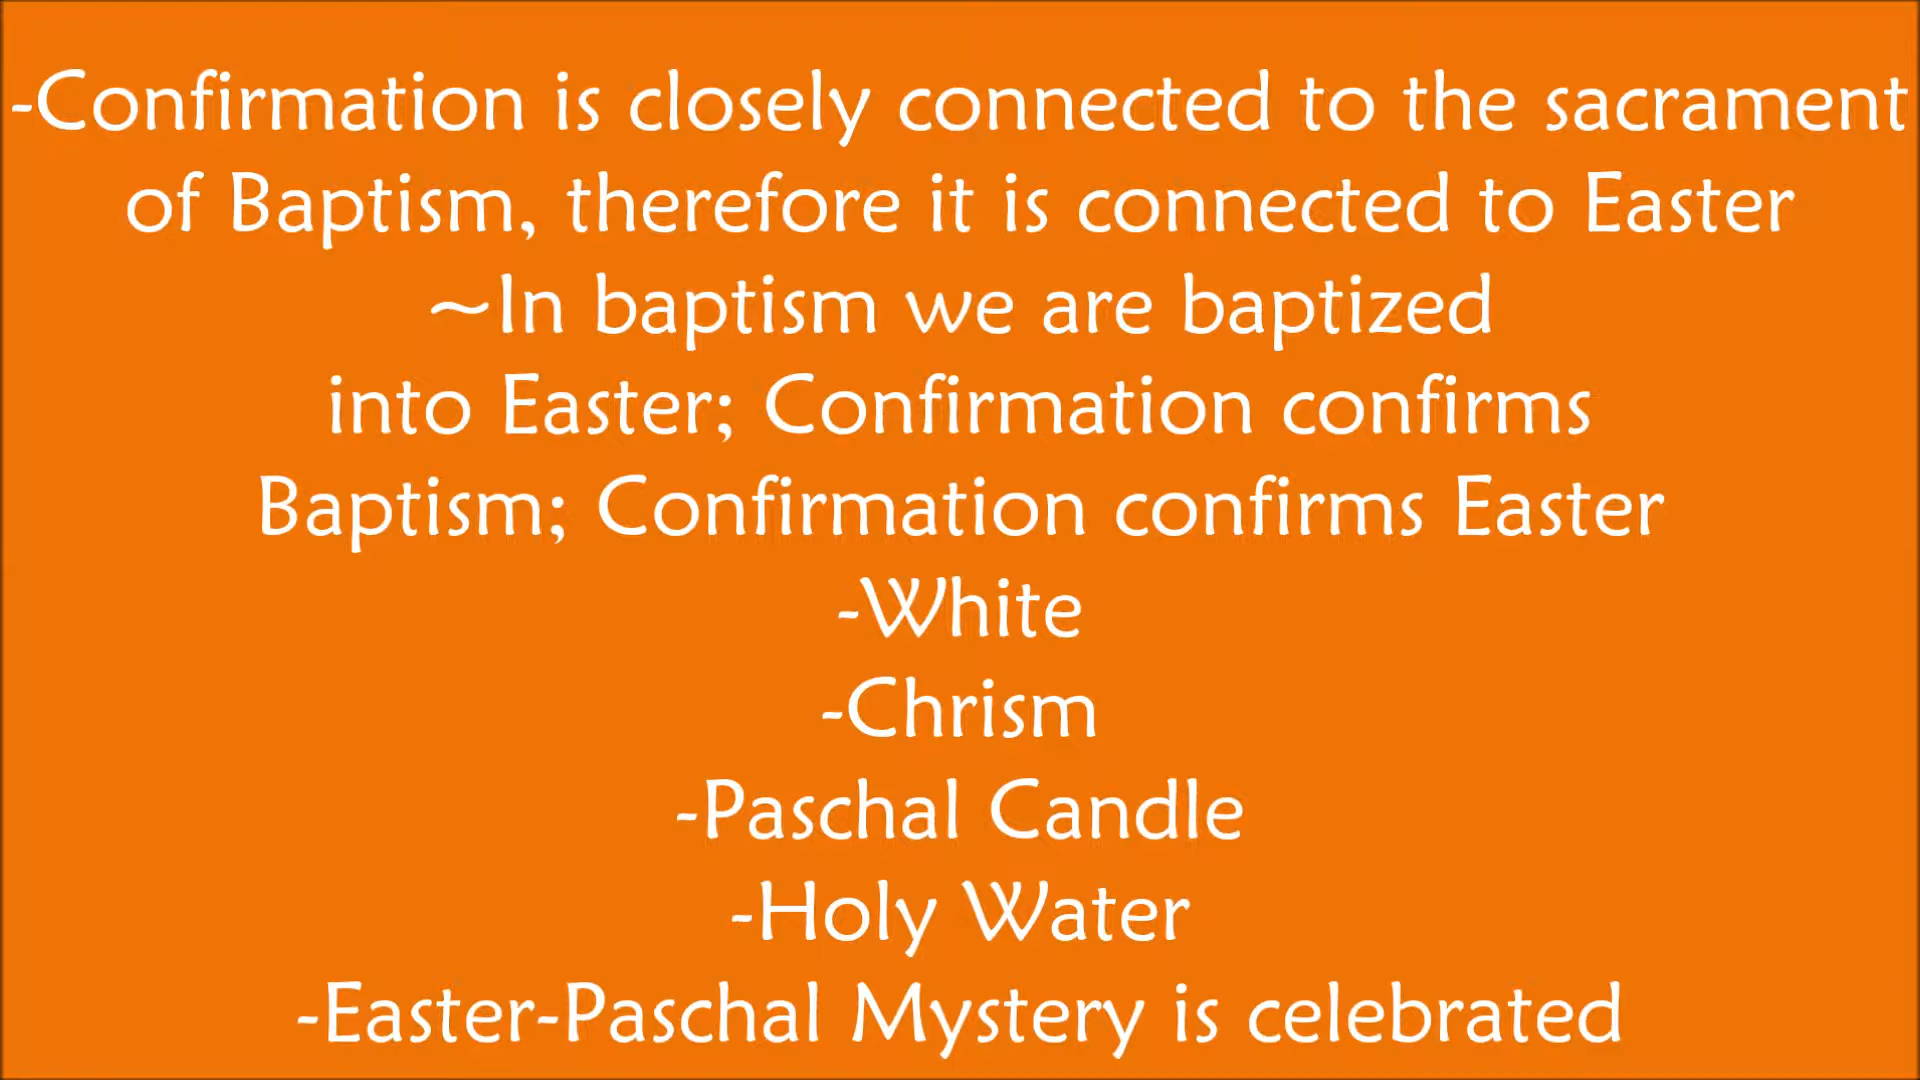 -Confirmation is closely connected to the sacrament
of Baptism, therefore it is connected to Easter
~In baptism we are baptized
into Easter; Confirmation confirms
Baptism; Confirmation confirms Easter
-White
-Chrism
-Paschal Candle
-Holy Water
-Easter-Paschal Mystery is celebrated